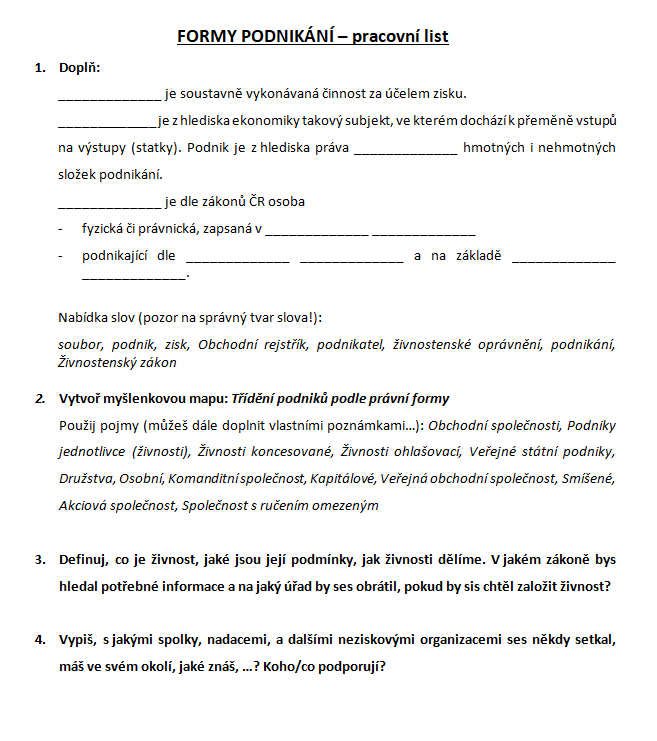 FORMY PODNIKÁNÍ – pracovní list
1. Doplň:
_____________ je soustavně vykonávaná činnost za účelem zisku.
_____________ je z hlediska ekonomiky takový subjekt, ve kterém dochází k přeměně vstupů
na výstupy (statky). Podnik je z hlediska práva _____________ hmotných i nehmotných
složek podnikání.
_____________ je dle zákonů ČR osoba
- fyzická či právnická, zapsaná v _____________ _____________
- podnikající dle _____________ _____________ a na základě _____________
_____________.
Nabídka slov (pozor na správný tvar slova!):
soubor, podnik, zisk, Obchodní rejstřík, podnikatel, živnostenské oprávnění, podnikání,
Živnostenský zákon
2. Vytvoř myšlenkovou mapu: Třídění podniků podle právní formy
Použij pojmy (můžeš dále doplnit vlastními poznámkami…): Obchodní společnosti, Podniky
jednotlivce (živnosti), Živnosti koncesované, Živnosti ohlašovací, Veřejné státní podniky,
Družstva, Osobní, Komanditní společnost, Kapitálové, Veřejná obchodní společnost, Smíšené,
Akciová společnost, Společnost s ručením omezeným
3. Definuj, co je živnost, jaké jsou její podmínky, jak živnosti dělíme. V jakém zákoně bys
hledal potřebné informace a na jaký úřad by ses obrátil, pokud by sis chtěl založit živnost?
4. Vypiš, s jakými spolky, nadacemi, a dalšími neziskovými organizacemi ses někdy setkal,
máš ve svém okolí, jaké znáš, …? Koho/co podporují?